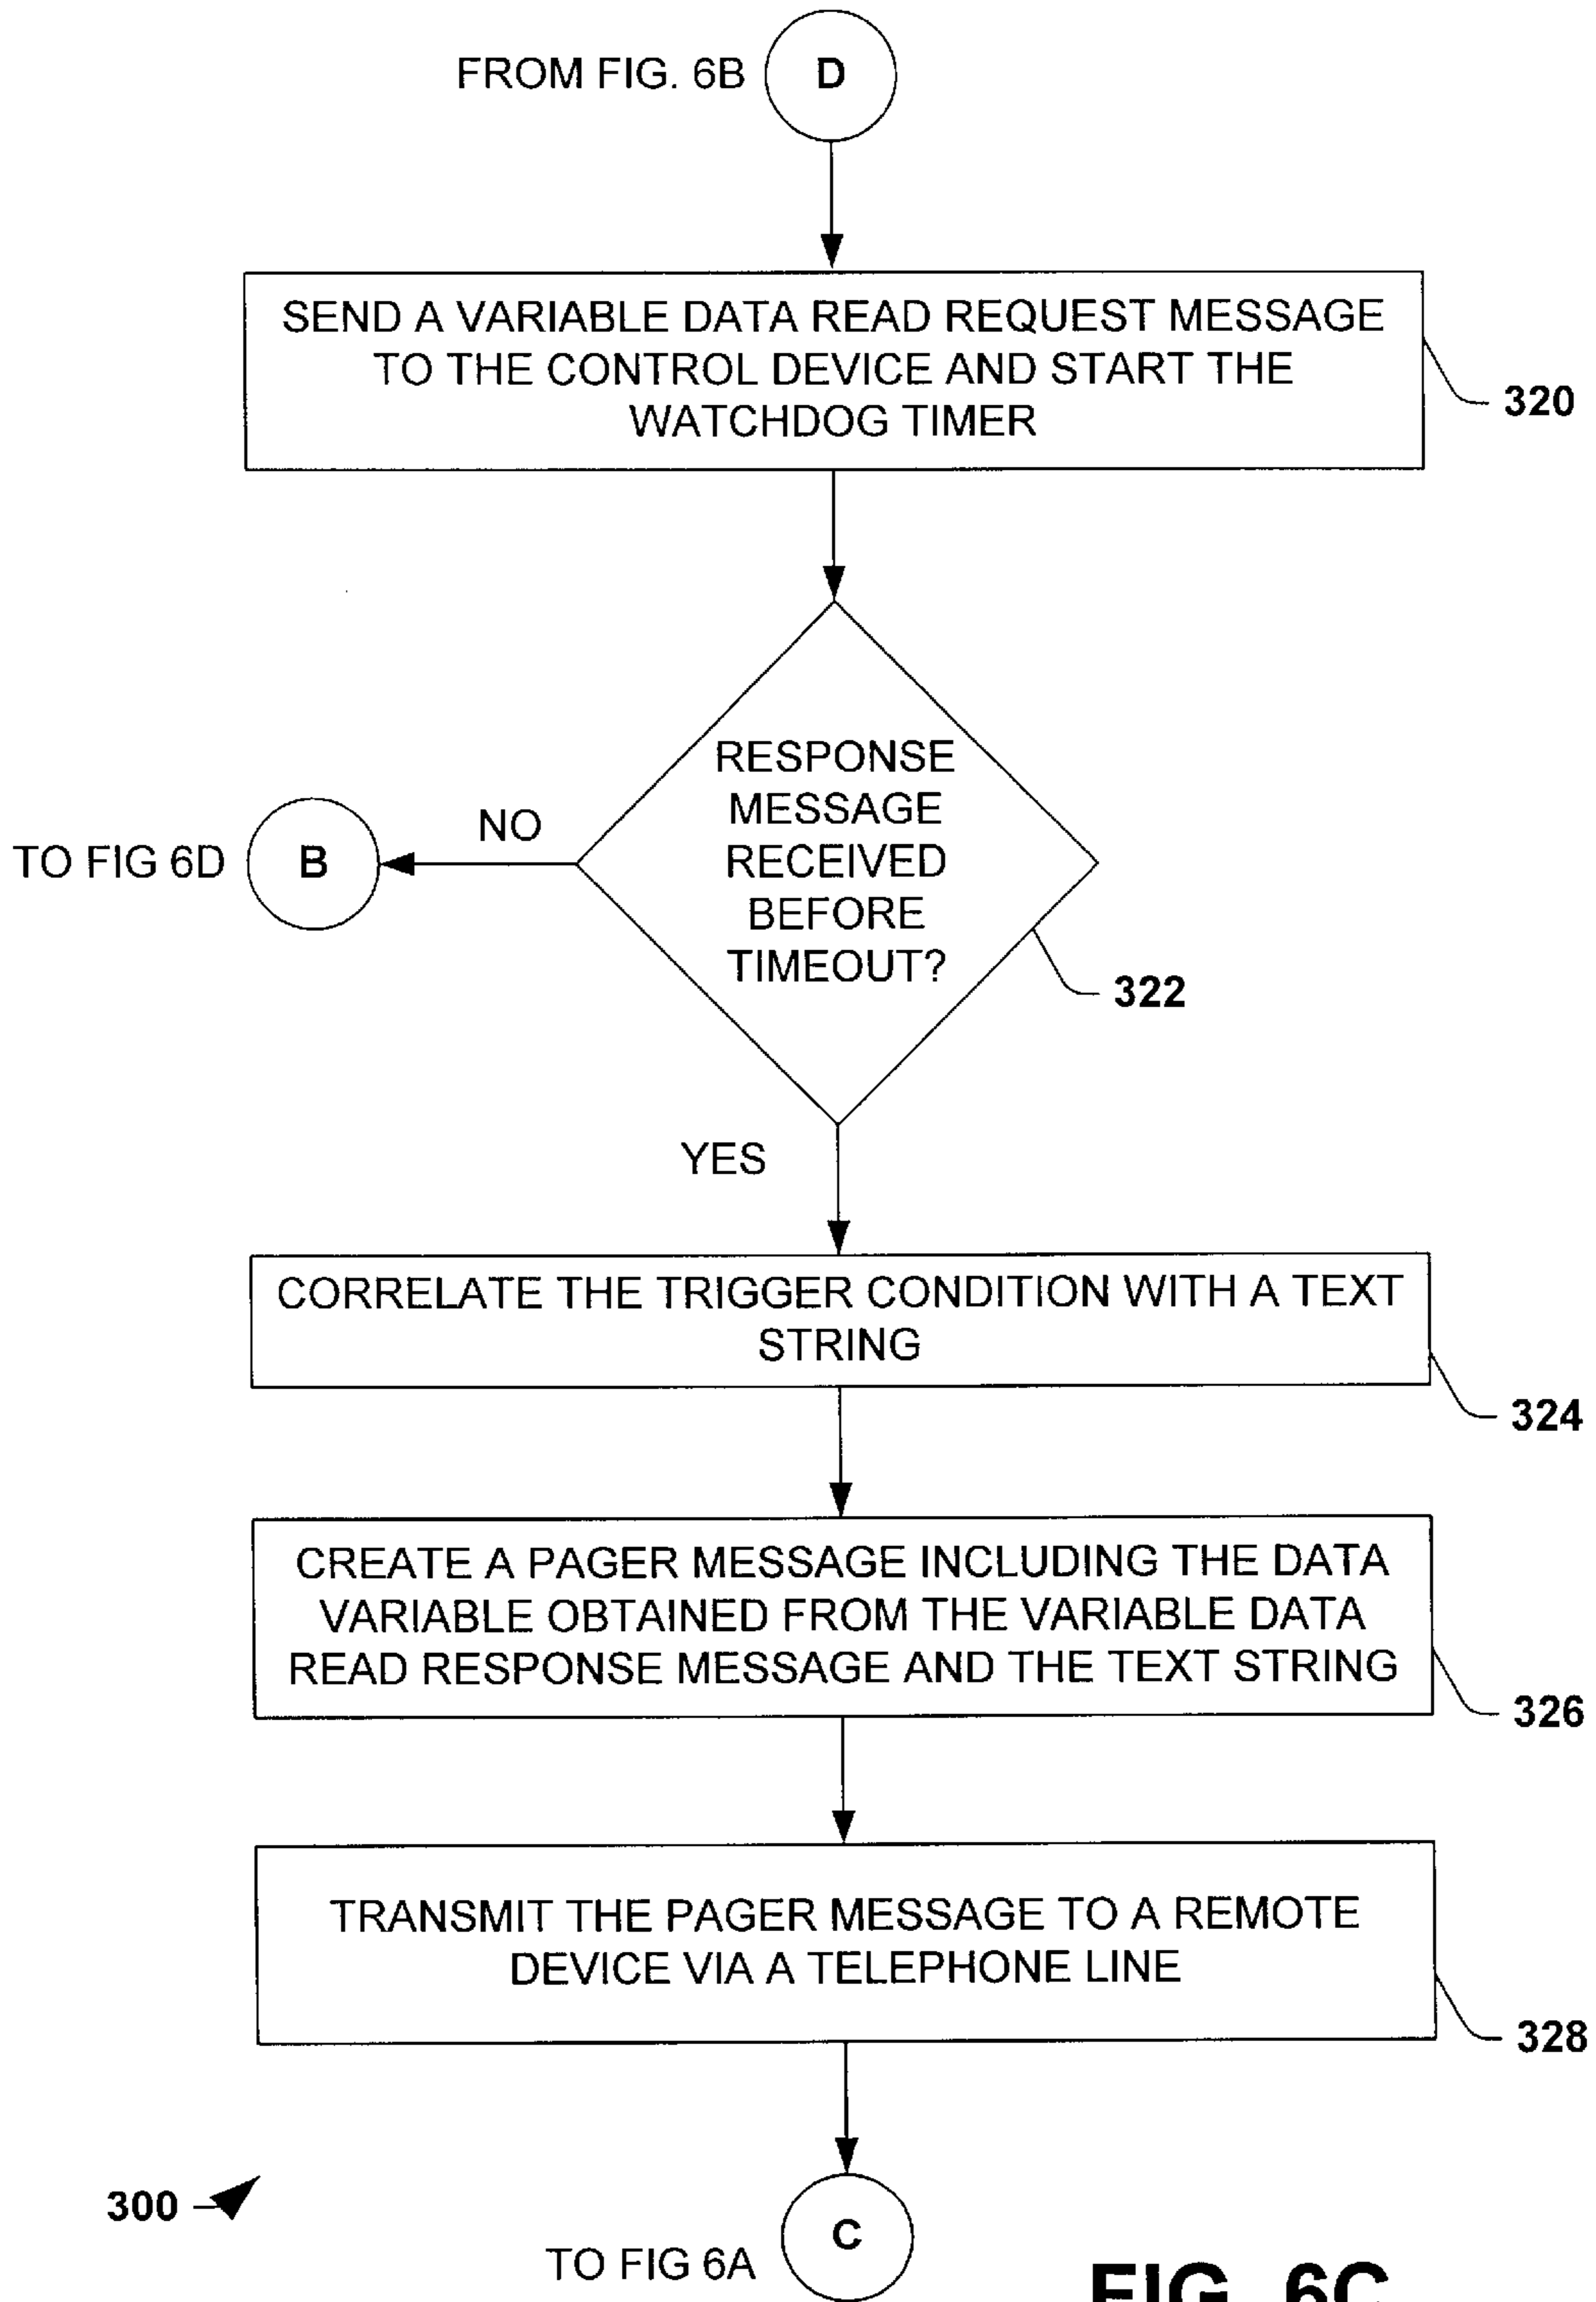 FROM FIG. 6B
D
SEND A VARIABLE DATA READ REQUEST MESSAGE
TO THE CONTROL DEVICE AND START THE
WATCHDOG TIMER
320
RESPONSE
MESSAGE
RECEIVED
BEFORE
TIMEOUT?
322
NO
TO FIG 6D
B
YES
CORRELATE THE TRIGGER CONDITION WITH A TEXT
STRING
324
CREATE A PAGER MESSAGE INCLUDING THE DATA
VARIABLE OBTAINED FROM THE VARIABLE DATA
READ RESPONSE MESSAGE AND THE TEXT STRING
326
TRANSMIT THE PAGER MESSAGE TO A REMOTE
DEVICE VIA A TELEPHONE LINE
328
300
TO FIG 6A
C
FIG. 6C